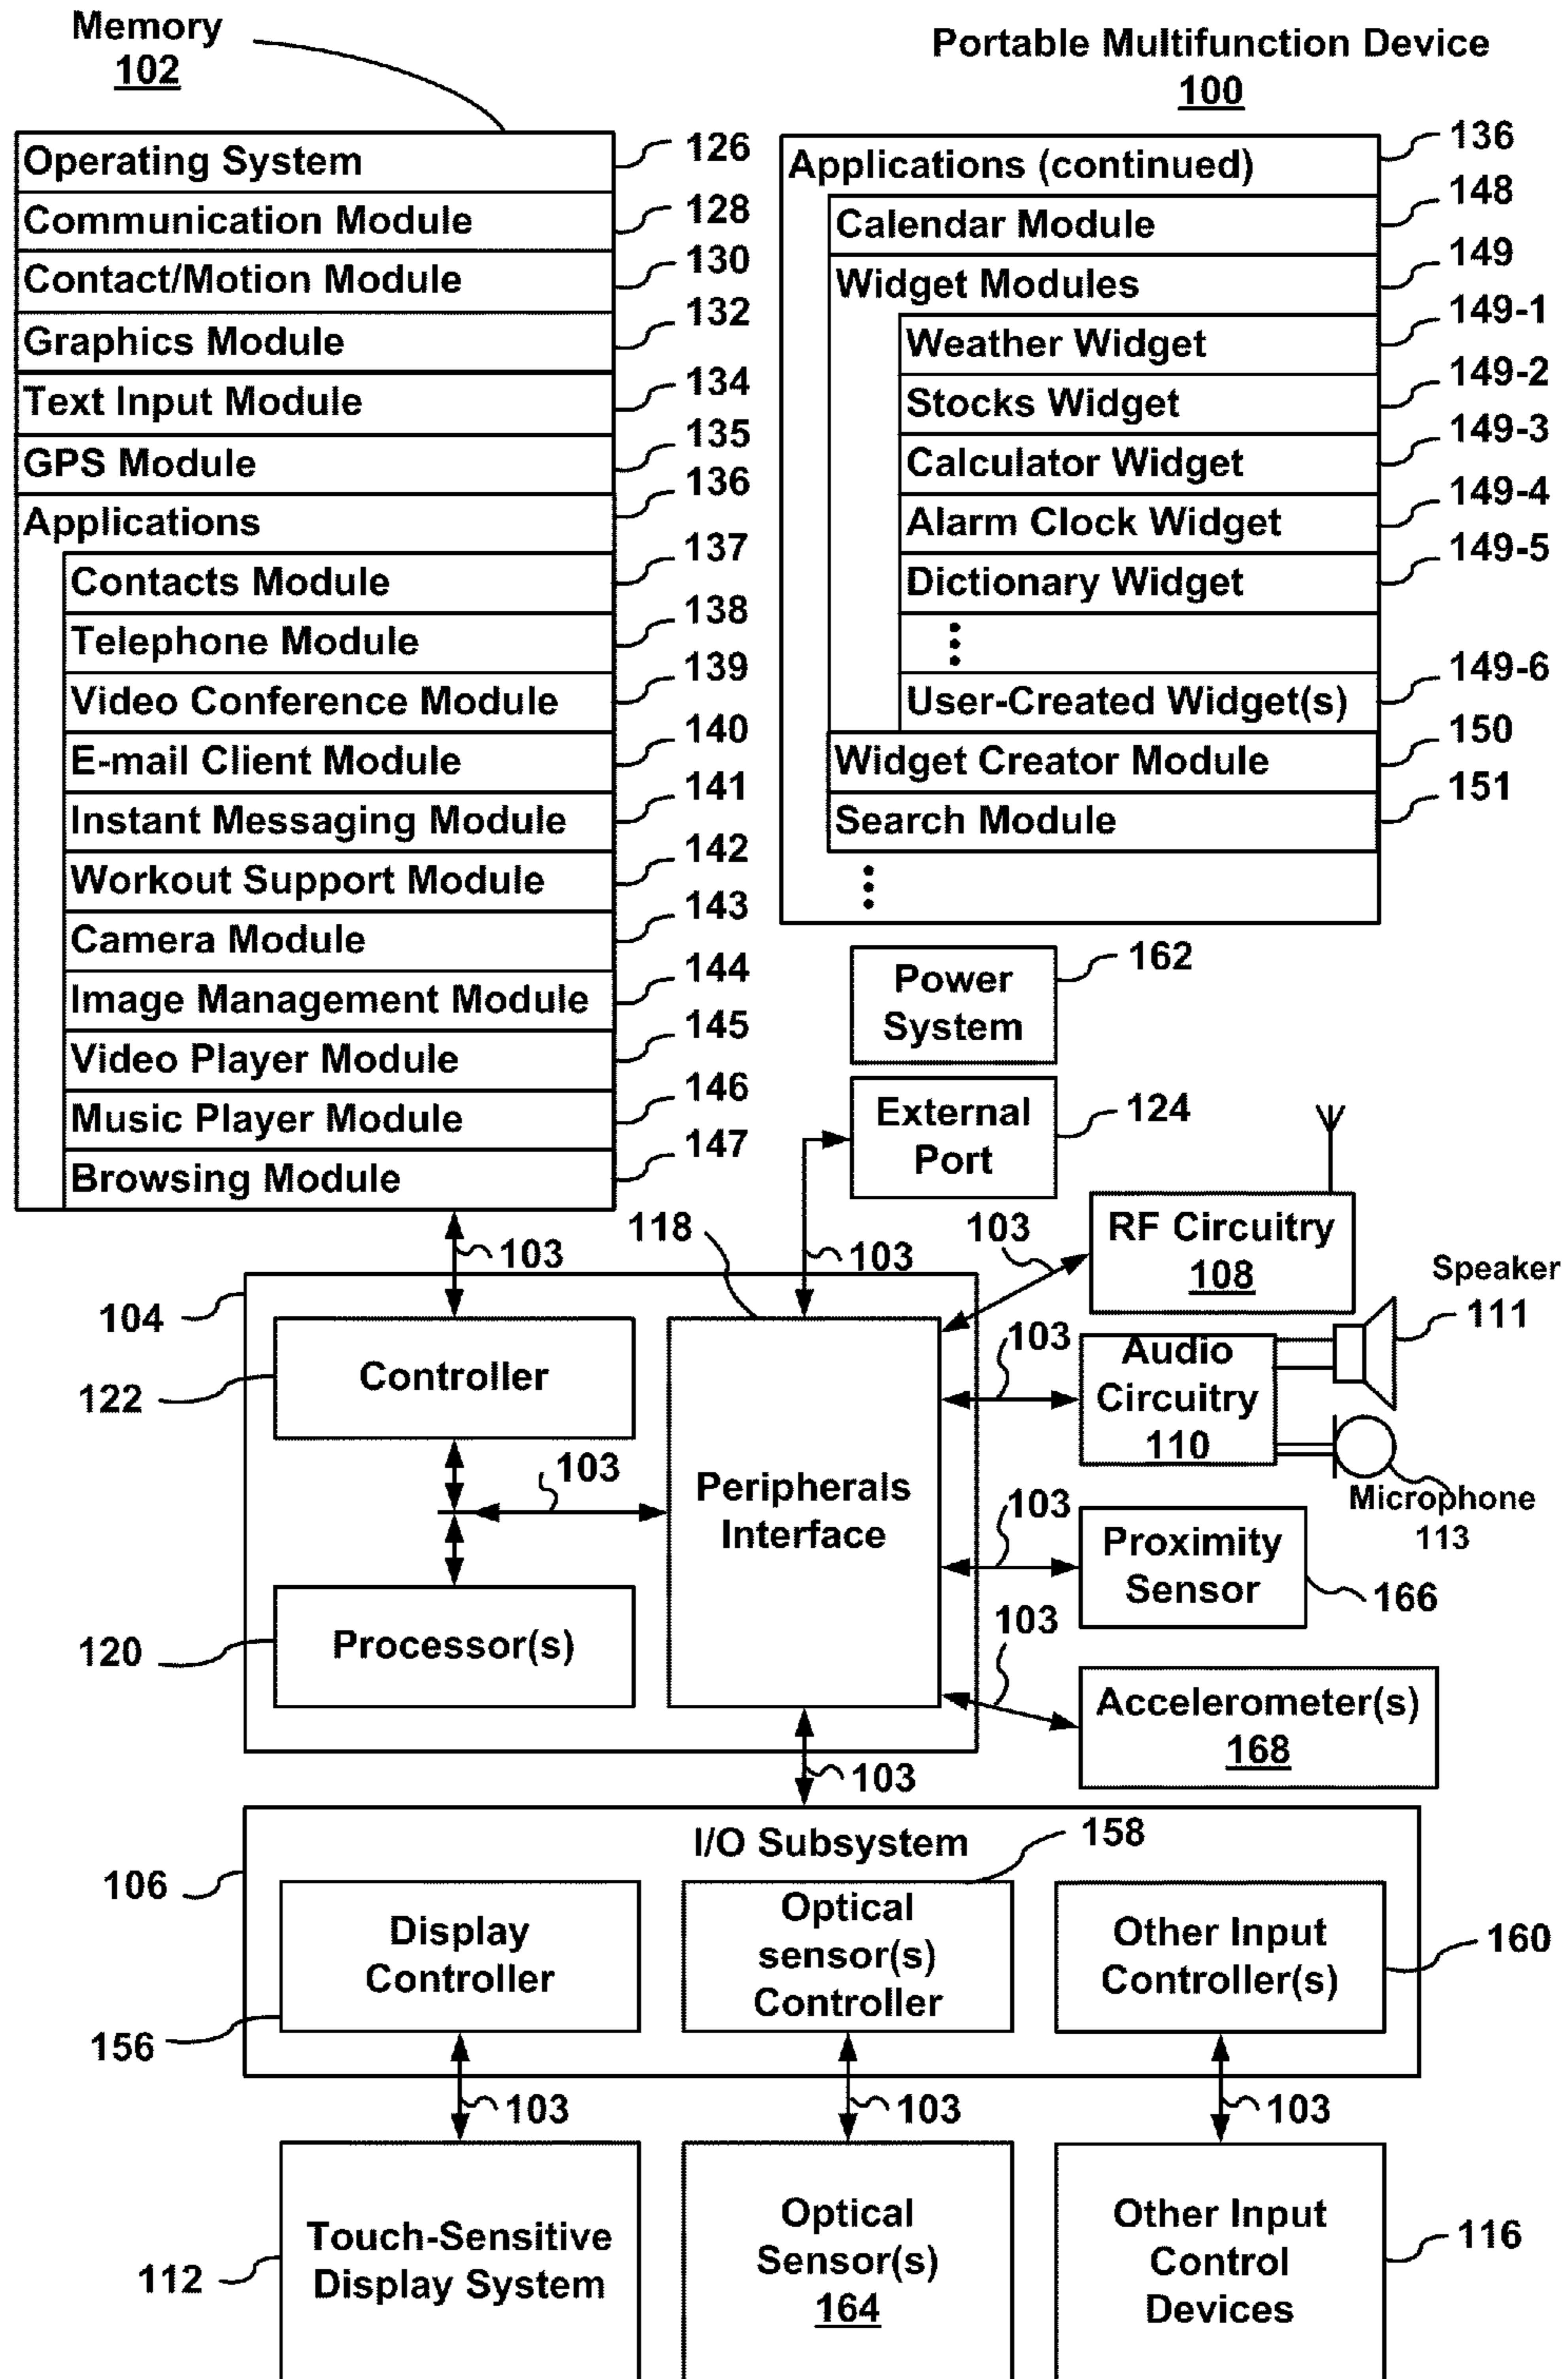 Memory
102
Portable Multifunction Device
100
Operating System
126
Communication Module
128
Contact/Motion Module
130
Graphics Module
132
Text Input Module
134
GPS Module
135
Applications
136
Contacts Module
137
Telephone Module
138
Video Conference Module
139
E-mail Client Module
140
Instant Messaging Module
141
Workout Support Module
142
Camera Module
143
Image Management Module
144
Video Player Module
145
Music Player Module
146
Browsing Module
147
Applications (continued)
136
Calendar Module
148
Widget Modules
149
Weather Widget
149-1
Stocks Widget
149-2
Calculator Widget
149-3
Alarm Clock Widget
149-4
Dictionary Widget
149-5
User-Created Widget(s)
149-6
Widget Creator Module
150
Search Module
151
Power
System
162
External
Port
124
103
118
103
103
RF Circuitry
108
Speaker
111
104
Controller
122
103
Audio
Circuitry
110
Microphone
113
103
Peripherals
Interface
103
Proximity
Sensor
166
Processor(s)
120
103
Accelerometer(s)
168
103
I/O Subsystem
158
106
Display
Controller
156
Optical
sensor(s)
Controller
Other Input
Controller(s)
160
103
103
103
Touch-Sensitive
Display System
112
Optical
Sensor(s)
164
Other Input
Control
Devices
116